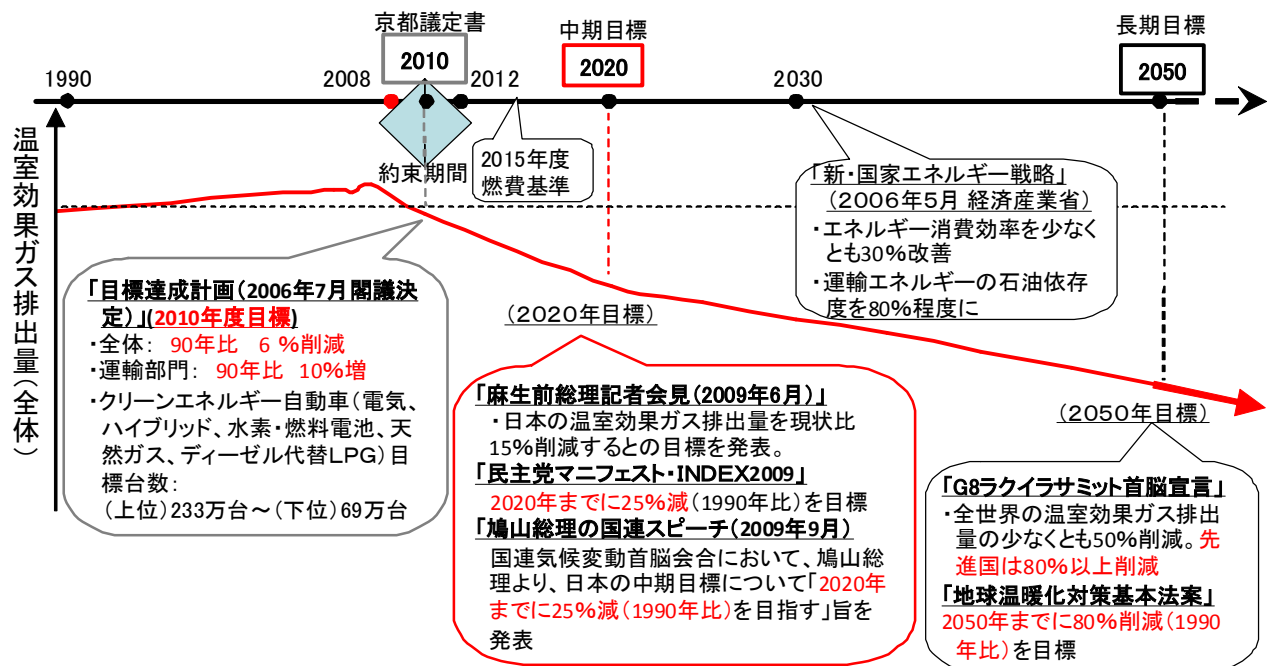 京都議定書
中期目標
長期目標
1990
2008
2010
2012
2020
2030
2050
温室効果ガス排出量(全体)
約束期間
2015年度
燃費基準
「新・国家エネルギー戦略」
(2006年5月 経済産業省)
・エネルギー消費効率を少なく
とも30%改善
・運輸エネルギーの石油依存
度を80%程度に
「目標達成計画(2006年7月閣議決
定)」(2010年度目標)
・全体: 90年比 6 %削減
・運輸部門: 90年比 10%増
・クリーンエネルギー自動車(電気、
ハイブリッド、水素・燃料電池、天
然ガス、ディーゼル代替LPG)目
標台数:
(上位)233万台~(下位)69万台
(2020年目標)
「麻生前総理記者会見(2009年6月)」
・日本の温室効果ガス排出量を現状比
15%削減するとの目標を発表。
「民主党マニフェスト・INDEX2009」
2020年までに25%減(1990年比)を目標
「鳩山総理の国連スピーチ(2009年9月)
国連気候変動首脳会合において、鳩山総
理より、日本の中期目標について「2020年
までに25%減(1990年比)を目指す」旨を
発表
(2050年目標)
「G8ラクイラサミット首脳宣言」
・全世界の温室効果ガス排出
量の少なくとも50%削減。先
進国は80%以上削減
「地球温暖化対策基本法案」
2050年までに80%削減(1990
年比)を目標